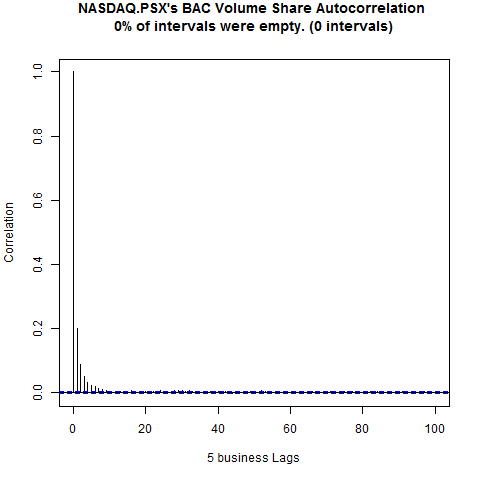 NASDAQ.PSX's BAC Volume Share Autocorrelation
0% of intervals were empty. (0 intervals)
Correlation
1.0
0.8
0.6
0.4
0.2
0.0
0 20 40 60 80 100
5 business Lags